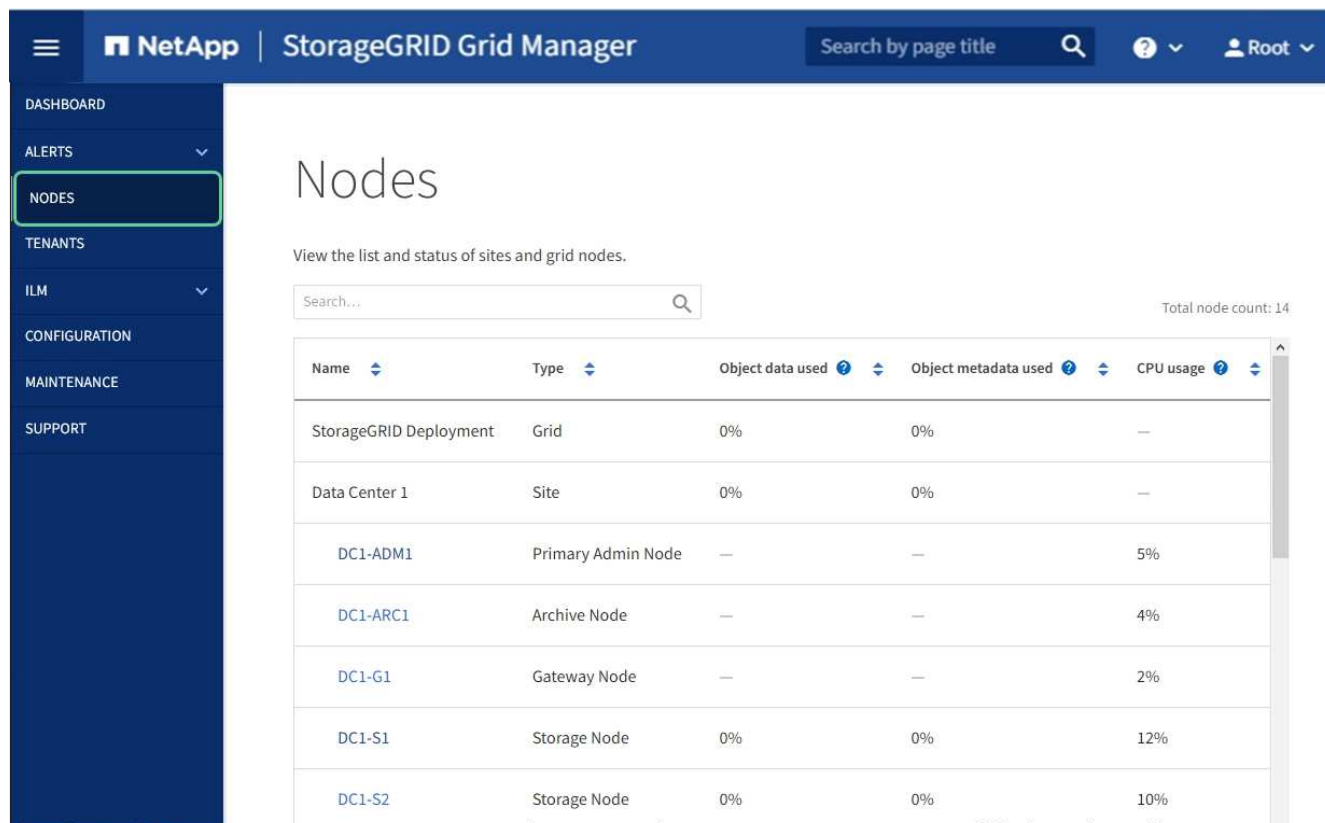 NetApp | StorageGRID Grid Manager Search by page title ? Root
DASHBOARD
ALERTS
NODES
TENANTS
ILM
CONFIGURATION
MAINTENANCE
SUPPORT
Nodes
View the list and status of sites and grid nodes.
Search...
Total node count: 14
Name Type Object data used ? Object metadata used ? CPU usage ?
StorageGRID Deployment Grid 0% 0% —
Data Center 1 Site 0% 0% —
DC1-ADM1 Primary Admin Node — — 5%
DC1-ARC1 Archive Node — — 4%
DC1-G1 Gateway Node — — 2%
DC1-S1 Storage Node 0% 0% 12%
DC1-S2 Storage Node 0% 0% 10%